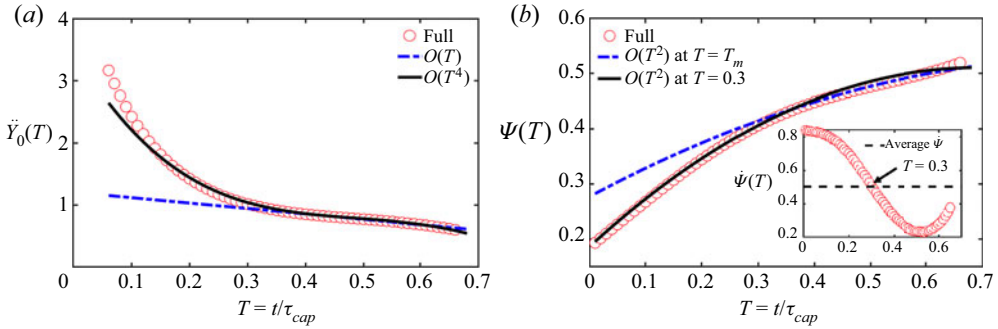 (a)
4
3
2
1
0
Ÿ₀(T)
Full
O(T)
O(T⁴)
0.1 0.2 0.3 0.4 0.5 0.6 0.7
T = t/τ_cap
(b)
0.6
0.5
0.4
0.3
0.2
Ψ(T)
Full
O(T²) at T = Tₘ
O(T²) at T = 0.3
0.8
0.6
0.4
0.2
Ψ̇(T)
Average Ψ̇
T = 0.3
0 0.2 0.4 0.6
0 0.1 0.2 0.3 0.4 0.5 0.6 0.7
T = t/τ_cap